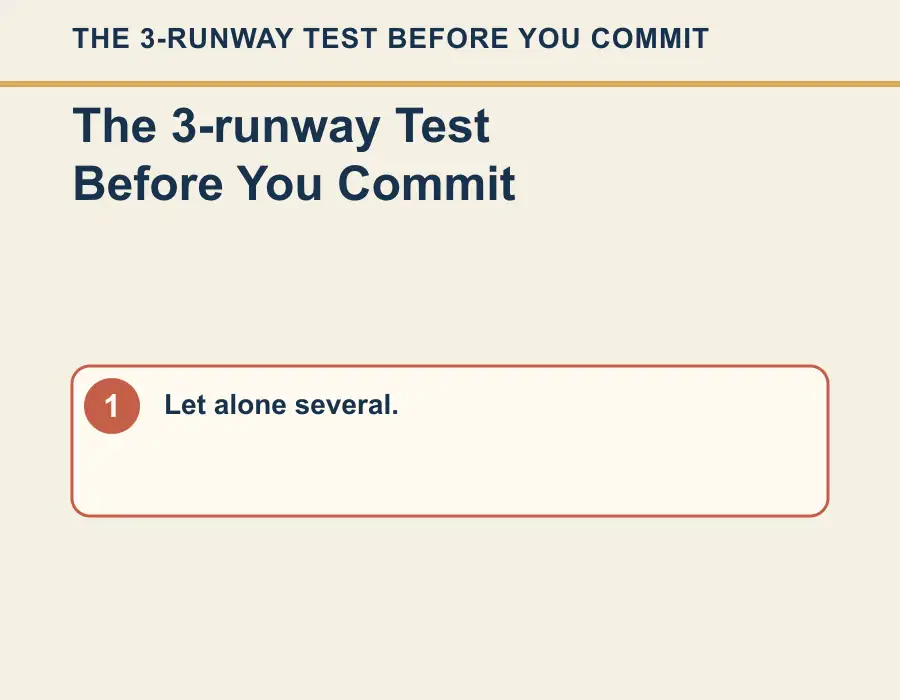 THE 3-RUNWAY TEST BEFORE YOU COMMIT
The 3-runway Test
Before You Commit
1 Let alone several.